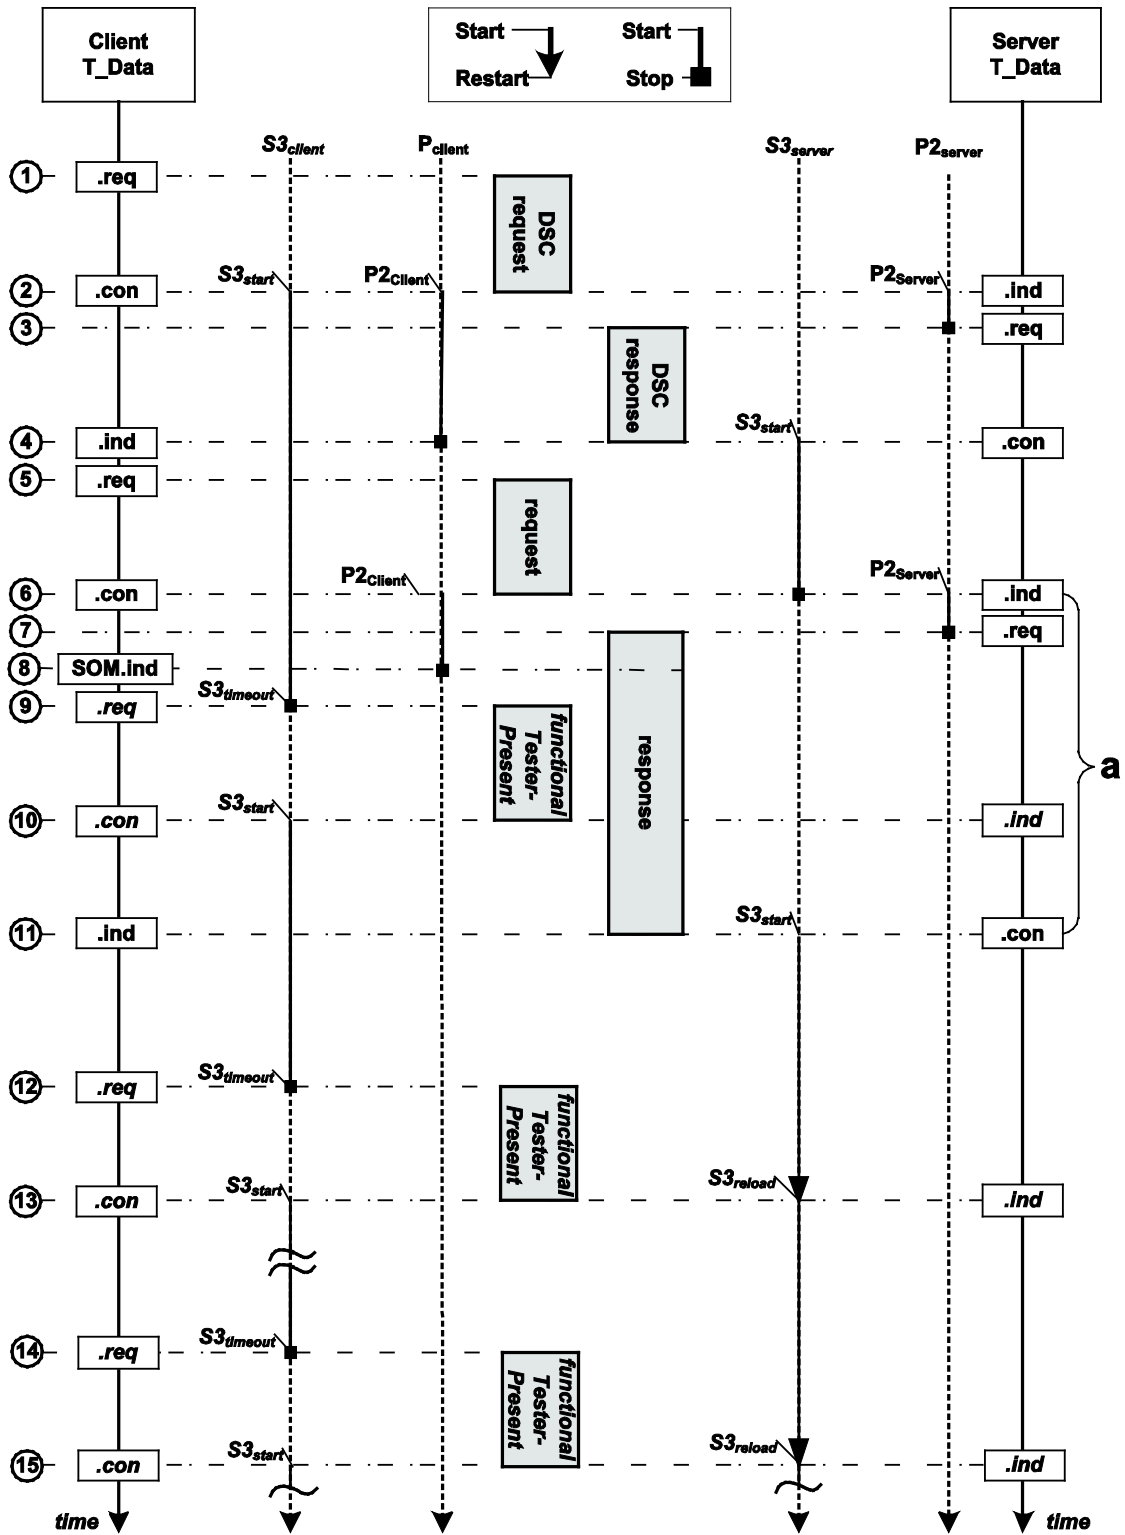 Client
T_Data
Start
Restart
Start
Stop
Server
T_Data
S3client
Pclient
S3server
P2server
1
.req
DSC
request
S3start
P2Client
P2Server
2
.con
.ind
3
.req
DSC
response
S3start
4
.ind
.con
5
.req
request
P2Client
P2Server
6
.con
.ind
7
.req
8
SOM.ind
S3timeout
9
.req
functional
Tester-
Present
response
a
S3start
10
.con
.ind
S3start
11
.ind
.con
S3timeout
12
.req
functional
Tester-
Present
S3start
S3reload
13
.con
.ind
S3timeout
14
.req
functional
Tester-
Present
S3start
S3reload
15
.con
.ind
time
time